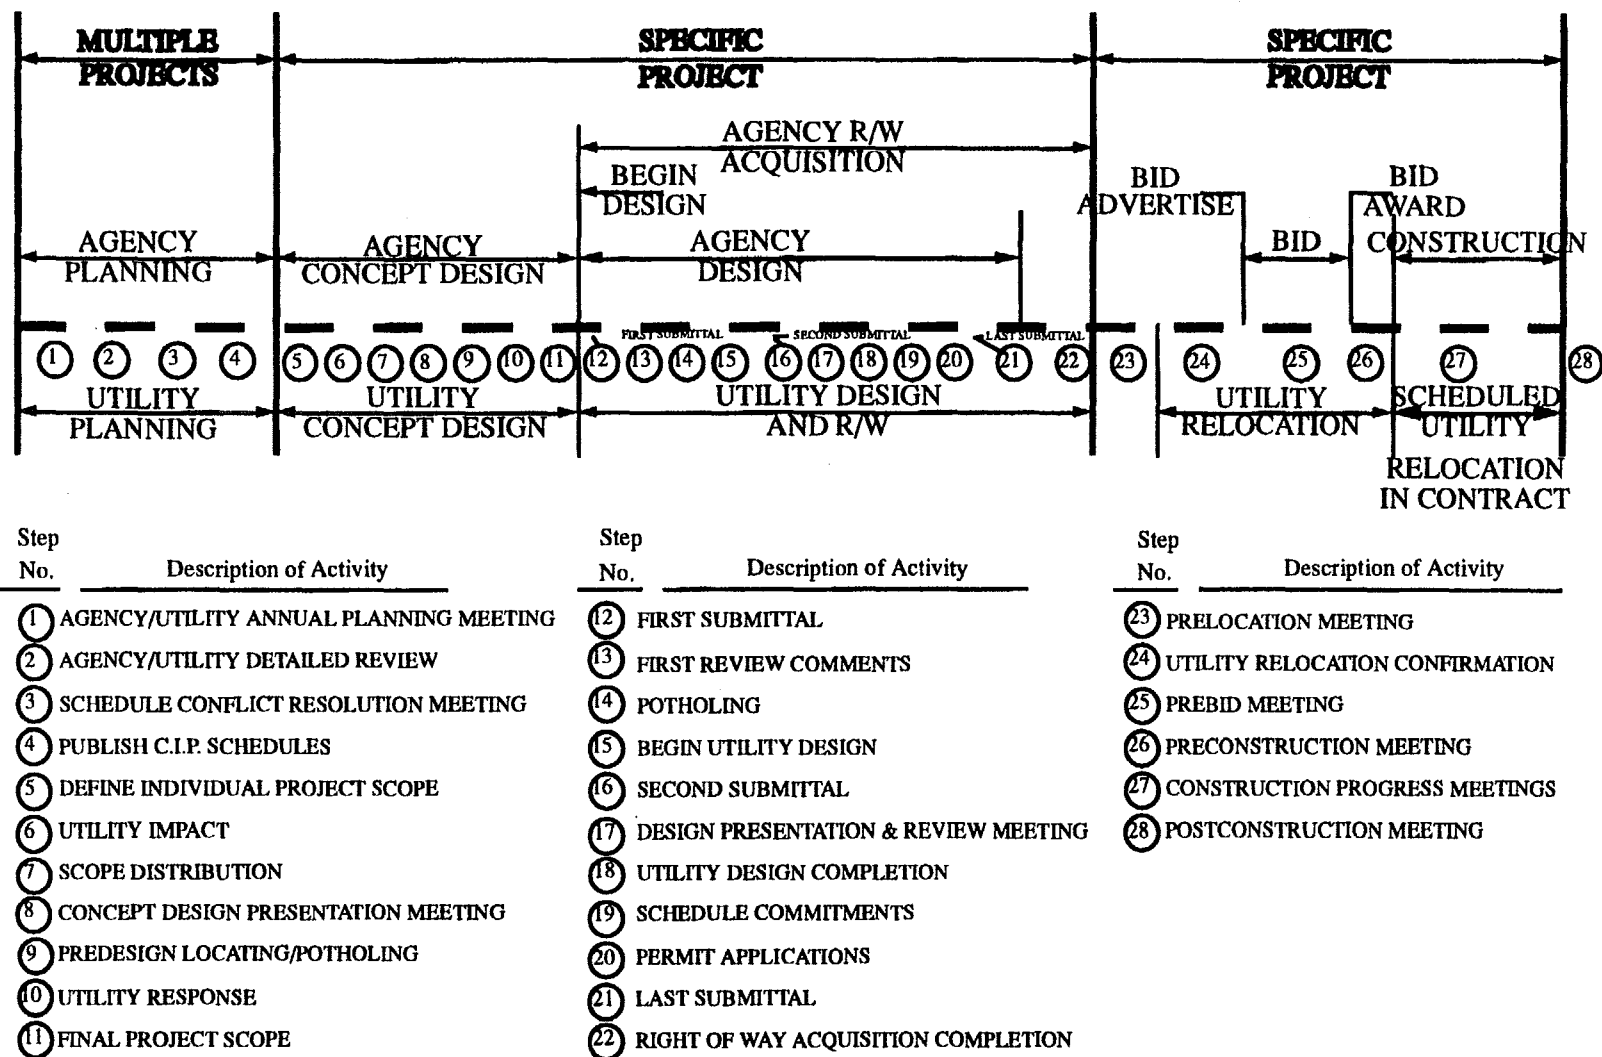 MULTIPLE
PROJECTS
SPECIFIC
PROJECT
SPECIFIC
PROJECT
AGENCY R/W
ACQUISITION
BEGIN
DESIGN
BID
ADVERTISE
BID
AWARD
AGENCY
PLANNING
AGENCY
CONCEPT DESIGN
AGENCY
DESIGN
BID
CONSTRUCTION
FIRST SUBMITTAL
SECOND SUBMITTAL
LAST SUBMITTAL
1 2 3 4 5 6 7 8 9 10 11 12 13 14 15 16 17 18 19 20 21 22 23 24 25 26 27 28
UTILITY
PLANNING
UTILITY
CONCEPT DESIGN
UTILITY DESIGN
AND R/W
UTILITY
RELOCATION
SCHEDULED
UTILITY
RELOCATION
IN CONTRACT
Step
No. Description of Activity
1 AGENCY/UTILITY ANNUAL PLANNING MEETING
2 AGENCY/UTILITY DETAILED REVIEW
3 SCHEDULE CONFLICT RESOLUTION MEETING
4 PUBLISH C.I.P. SCHEDULES
5 DEFINE INDIVIDUAL PROJECT SCOPE
6 UTILITY IMPACT
7 SCOPE DISTRIBUTION
8 CONCEPT DESIGN PRESENTATION MEETING
9 PREDESIGN LOCATING/POTHOLING
10 UTILITY RESPONSE
11 FINAL PROJECT SCOPE
Step
No. Description of Activity
12 FIRST SUBMITTAL
13 FIRST REVIEW COMMENTS
14 POTHOLING
15 BEGIN UTILITY DESIGN
16 SECOND SUBMITTAL
17 DESIGN PRESENTATION & REVIEW MEETING
18 UTILITY DESIGN COMPLETION
19 SCHEDULE COMMITMENTS
20 PERMIT APPLICATIONS
21 LAST SUBMITTAL
22 RIGHT OF WAY ACQUISITION COMPLETION
Step
No. Description of Activity
23 PRELOCATION MEETING
24 UTILITY RELOCATION CONFIRMATION
25 PREBID MEETING
26 PRECONSTRUCTION MEETING
27 CONSTRUCTION PROGRESS MEETINGS
28 POSTCONSTRUCTION MEETING